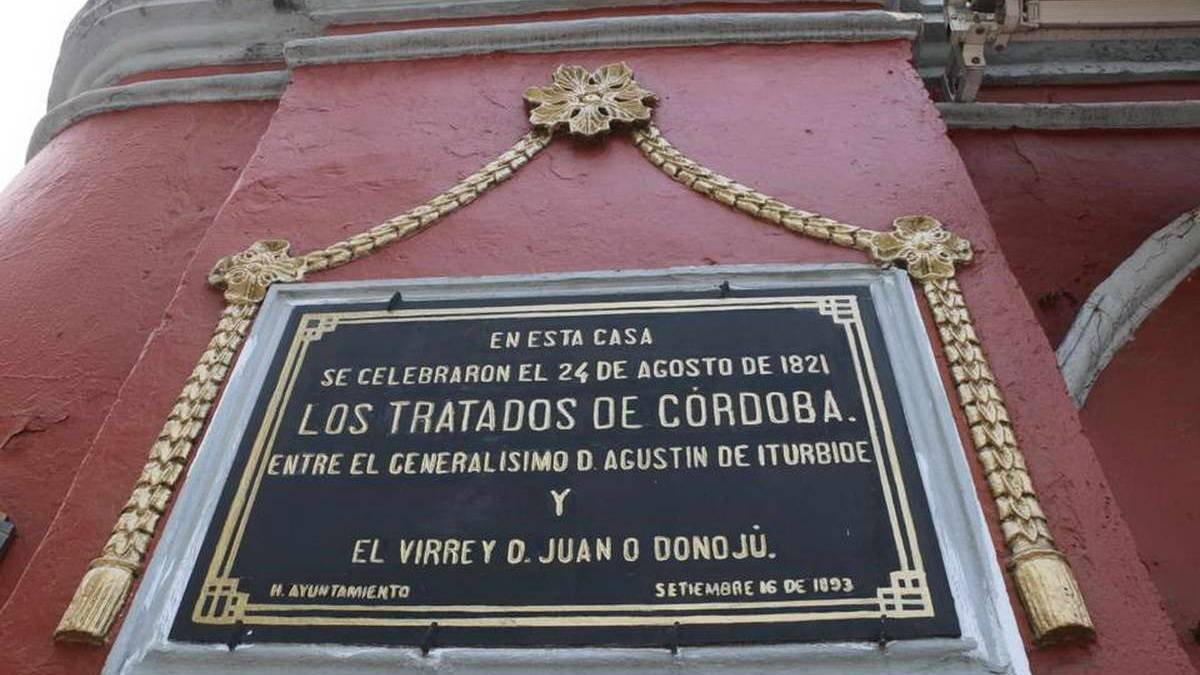 EN ESTA CASA
SE CELEBRARON EL 24 DE AGOSTO DE 1821
LOS TRATADOS DE CÓRDOBA.
ENTRE EL GENERALÍSIMO D. AGUSTIN DE ITURBIDE
Y
EL VIRREY D. JUAN O DONOJÚ.
H. AYUNTAMIENTO SETIEMBRE 16 DE 1893